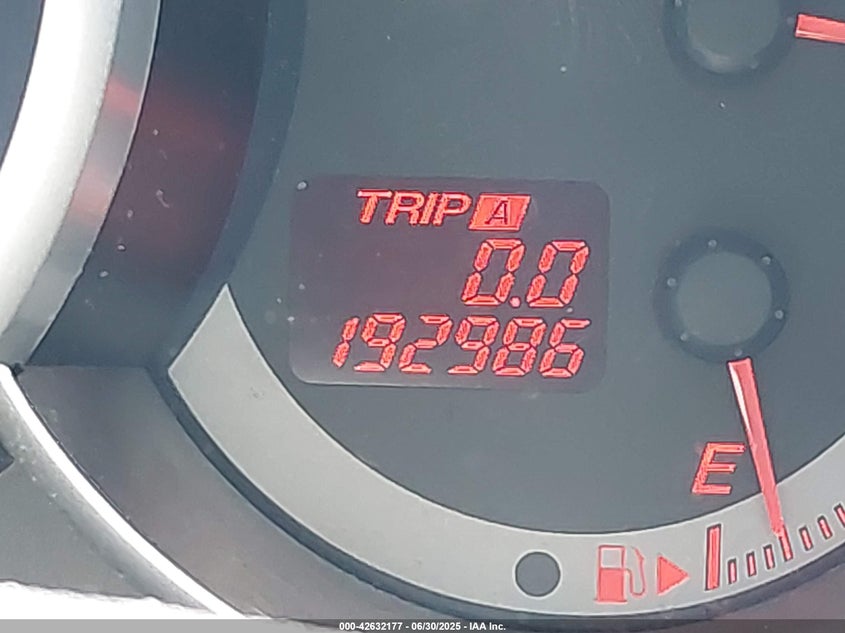 TRIP A
0.0
192986
E
000-42632177 - 06/30/2025 - IAA Inc.